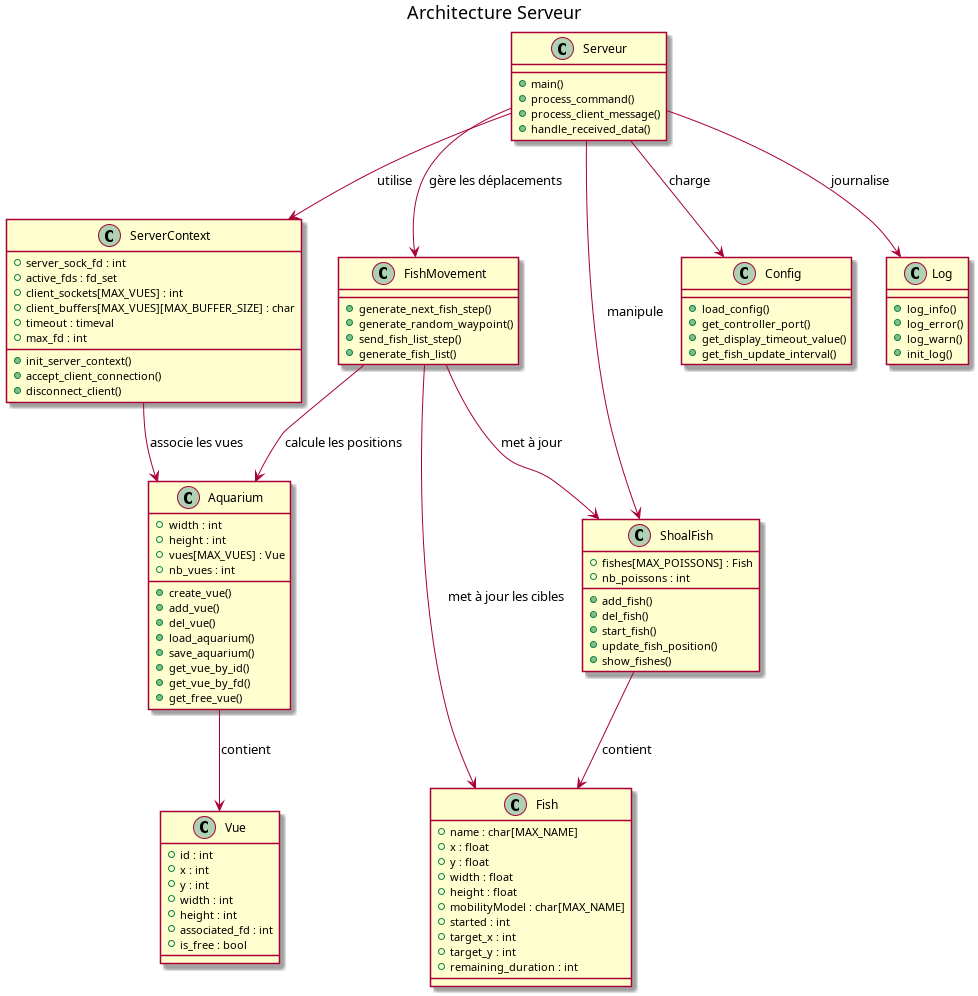 Architecture Serveur
C Serveur
main()
process_command()
process_client_message()
handle_received_data()
utilise
gère les déplacements
charge
journalise
manipule
C ServerContext
server_sock_fd : int
active_fds : fd_set
client_sockets[MAX_VUES] : int
client_buffers[MAX_VUES][MAX_BUFFER_SIZE] : char
timeout : timeval
max_fd : int
init_server_context()
accept_client_connection()
disconnect_client()
C FishMovement
generate_next_fish_step()
generate_random_waypoint()
send_fish_list_step()
generate_fish_list()
C Config
load_config()
get_controller_port()
get_display_timeout_value()
get_fish_update_interval()
C Log
log_info()
log_error()
log_warn()
init_log()
associe les vues
calcule les positions
met à jour
met à jour les cibles
C Aquarium
width : int
height : int
vues[MAX_VUES] : Vue
nb_vues : int
create_vue()
add_vue()
del_vue()
load_aquarium()
save_aquarium()
get_vue_by_id()
get_vue_by_fd()
get_free_vue()
C ShoalFish
fishes[MAX_POISSONS] : Fish
nb_poissons : int
add_fish()
del_fish()
start_fish()
update_fish_position()
show_fishes()
contient
contient
C Vue
id : int
x : int
y : int
width : int
height : int
associated_fd : int
is_free : bool
C Fish
name : char[MAX_NAME]
x : float
y : float
width : float
height : float
mobilityModel : char[MAX_NAME]
started : int
target_x : int
target_y : int
remaining_duration : int